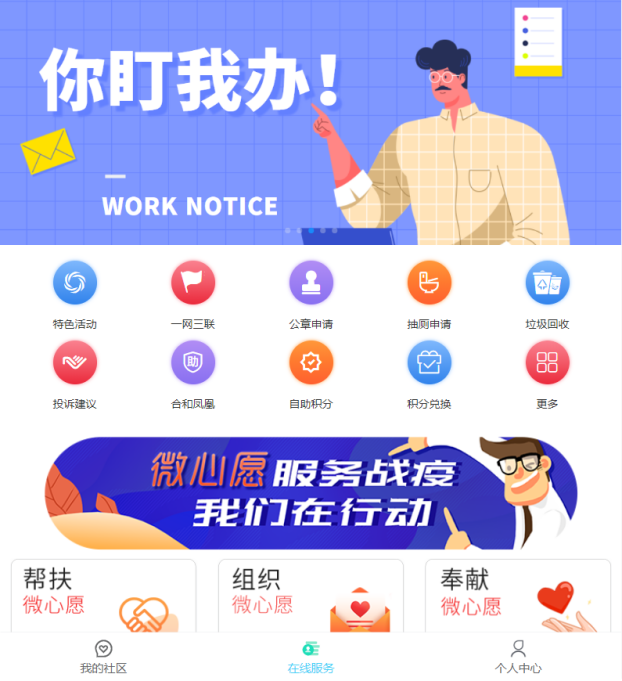 你盯我办！
WORK NOTICE
特色活动 一网三联 公章申请 抽厕申请 垃圾回收
助
投诉建议 合和凤凰 自助积分 积分兑换 更多
微心愿服务战疫
我们在行动
帮扶 组织 奉献
微心愿 微心愿 微心愿
我的社区 在线服务 个人中心